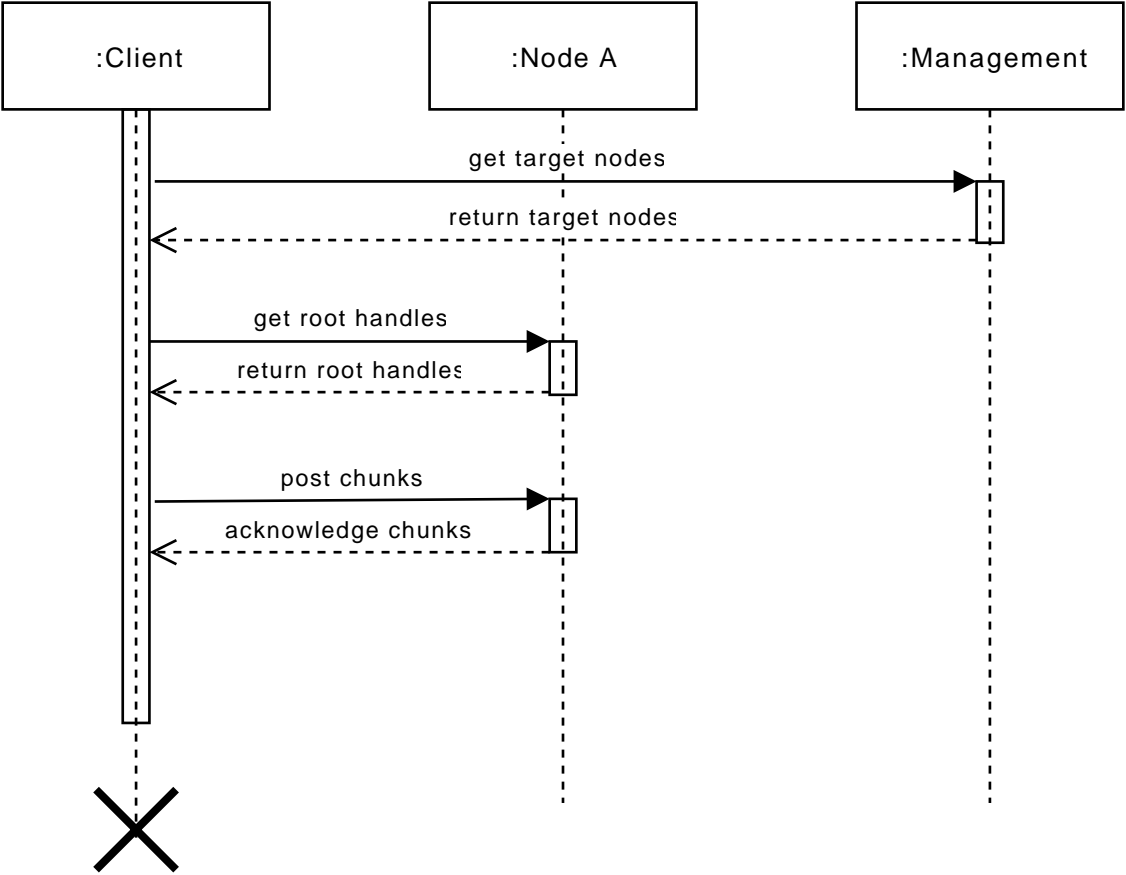 :Client
:Node A
:Management
get target nodes
return target nodes
get root handles
return root handles
post chunks
acknowledge chunks